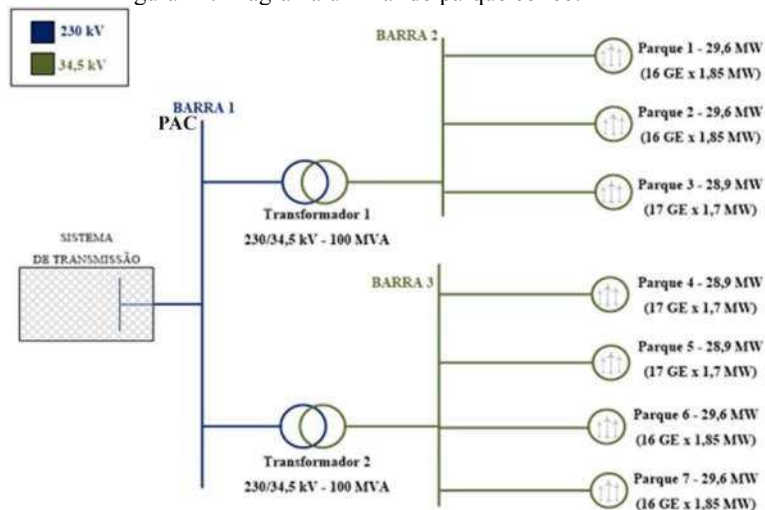 230 kV
34,5 kV
BARRA 1
PAC
BARRA 2
Parque 1 - 29,6 MW
(16 GE x 1,85 MW)
Parque 2 - 29,6 MW
(16 GE x 1,85 MW)
Parque 3 - 28,9 MW
(17 GE x 1,7 MW)
Transformador 1
230/34,5 kV - 100 MVA
SISTEMA
DE TRANSMISSÃO
BARRA 3
Parque 4 - 28,9 MW
(17 GE x 1,7 MW)
Parque 5 - 28,9 MW
(17 GE x 1,7 MW)
Parque 6 - 29,6 MW
(16 GE x 1,85 MW)
Parque 7 - 29,6 MW
(16 GE x 1,85 MW)
Transformador 2
230/34,5 kV - 100 MVA